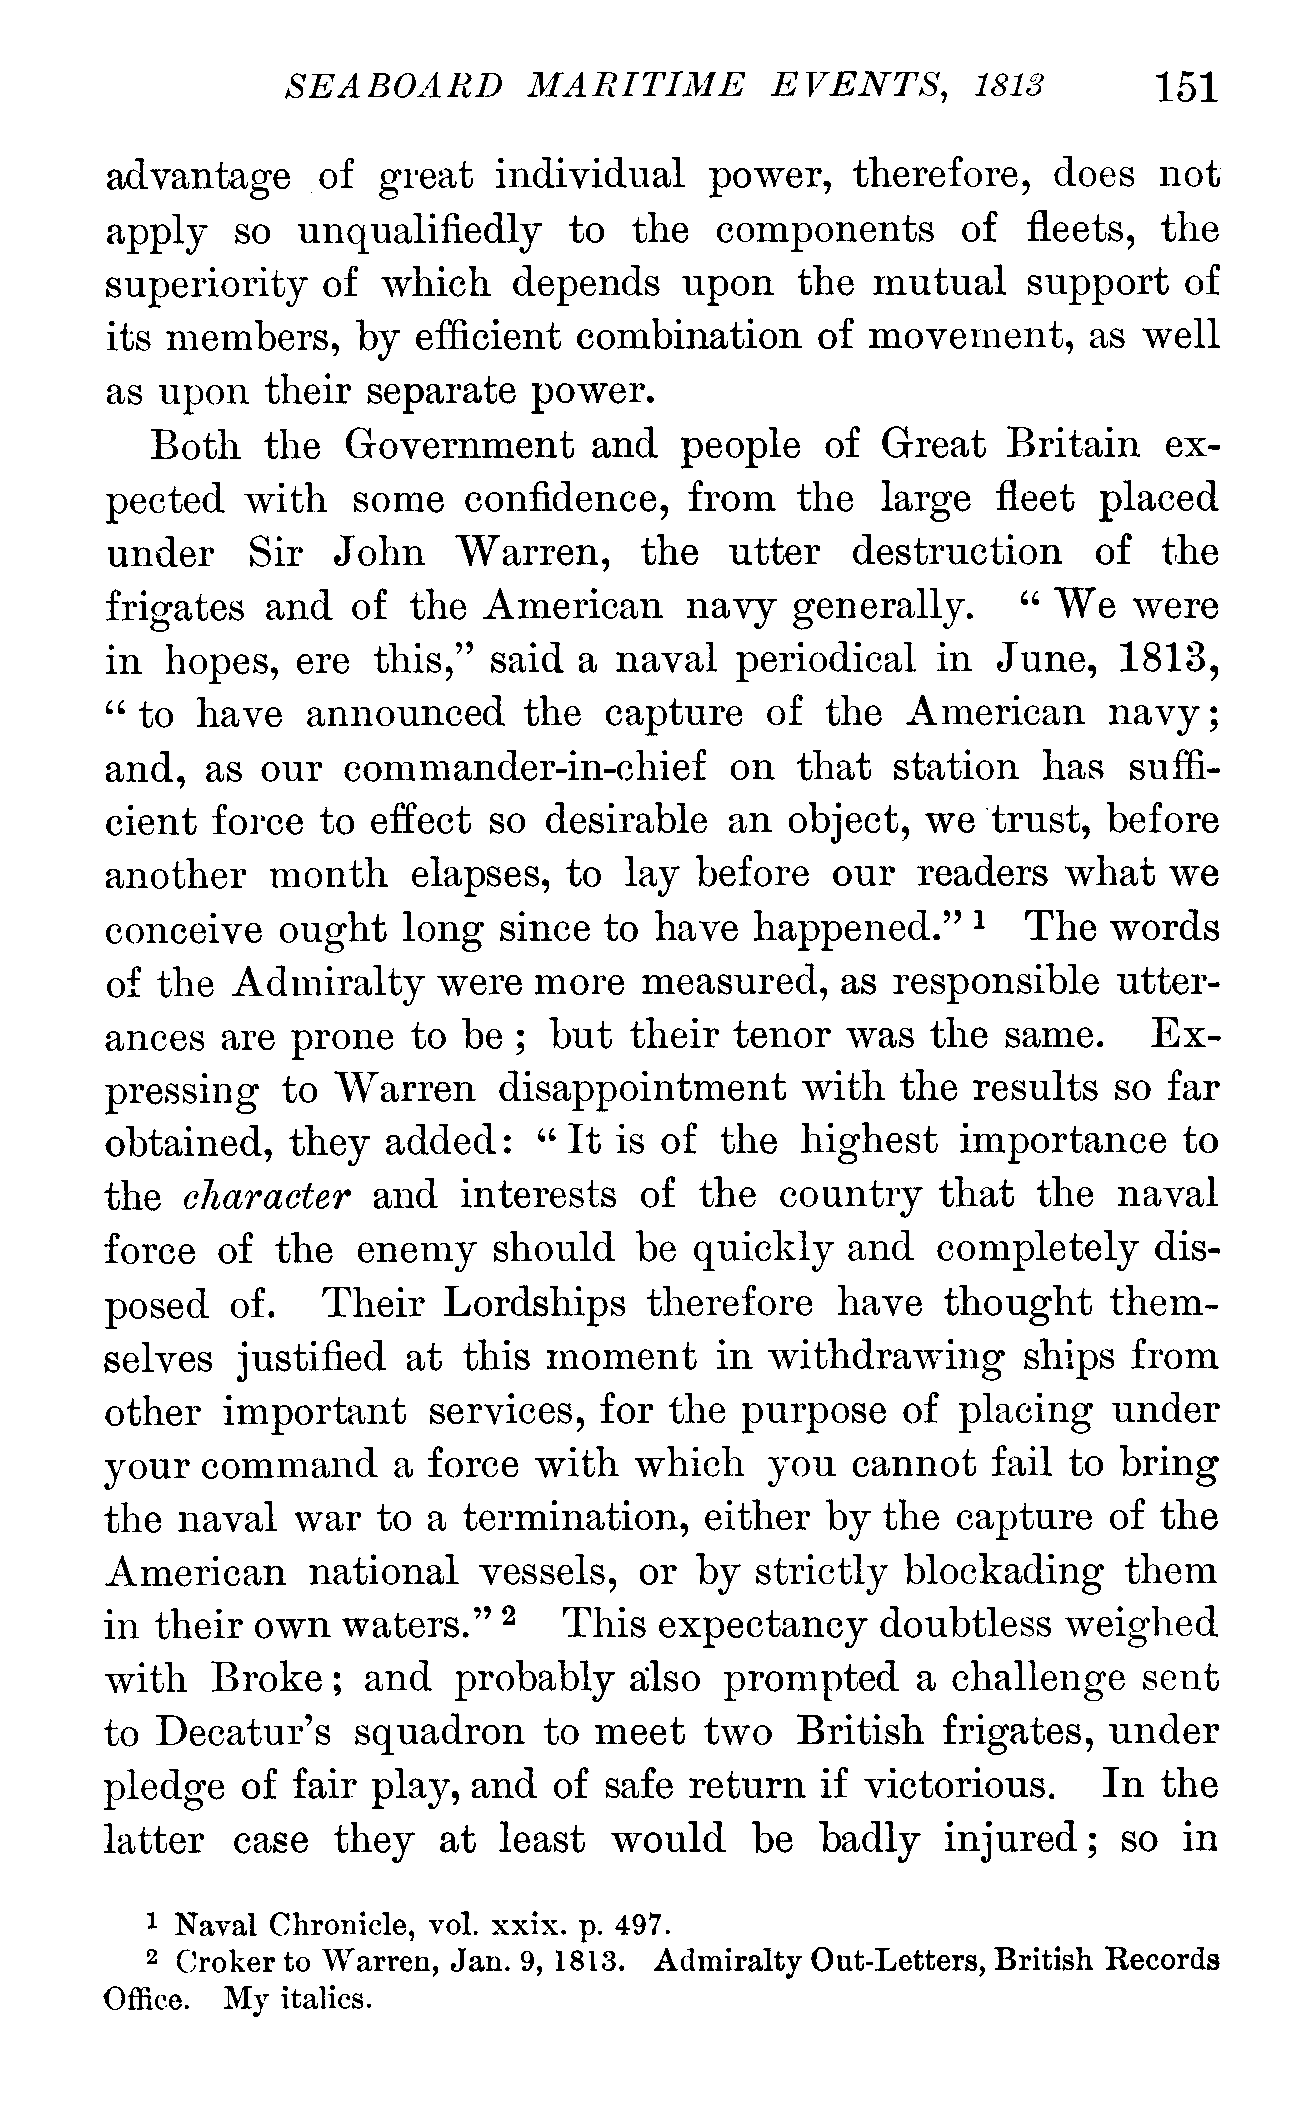 SEABOARD MARITIME EVENTS, 1813 151
advantage of great individual power, therefore, does not
apply so unqualifiedly to the components of fleets, the
superiority of which depends upon the mutual support of
its members, by efficient combination of movement, as well
as upon their separate power.
Both the Government and people of Great Britain ex-
pected with some confidence, from the large fleet placed
under Sir John Warren, the utter destruction of the
frigates and of the American navy generally. “ We were
in hopes, ere this,” said a naval periodical in June, 1813,
“ to have announced the capture of the American navy;
and, as our commander-in-chief on that station has suffi-
cient force to effect so desirable an object, we trust, before
another month elapses, to lay before our readers what we
conceive ought long since to have happened.” 1 The words
of the Admiralty were more measured, as responsible utter-
ances are prone to be ; but their tenor was the same. Ex-
pressing to Warren disappointment with the results so far
obtained, they added: “ It is of the highest importance to
the character and interests of the country that the naval
force of the enemy should be quickly and completely dis-
posed of. Their Lordships therefore have thought them-
selves justified at this moment in withdrawing ships from
other important services, for the purpose of placing under
your command a force with which you cannot fail to bring
the naval war to a termination, either by the capture of the
American national vessels, or by strictly blockading them
in their own waters.” 2 This expectancy doubtless weighed
with Broke ; and probably also prompted a challenge sent
to Decatur’s squadron to meet two British frigates, under
pledge of fair play, and of safe return if victorious. In the
latter case they at least would be badly injured ; so in
1 Naval Chronicle, vol. xxix. p. 497.
2 Croker to Warren, Jan. 9, 1813. Admiralty Out-Letters, British Records
Office. My italics.